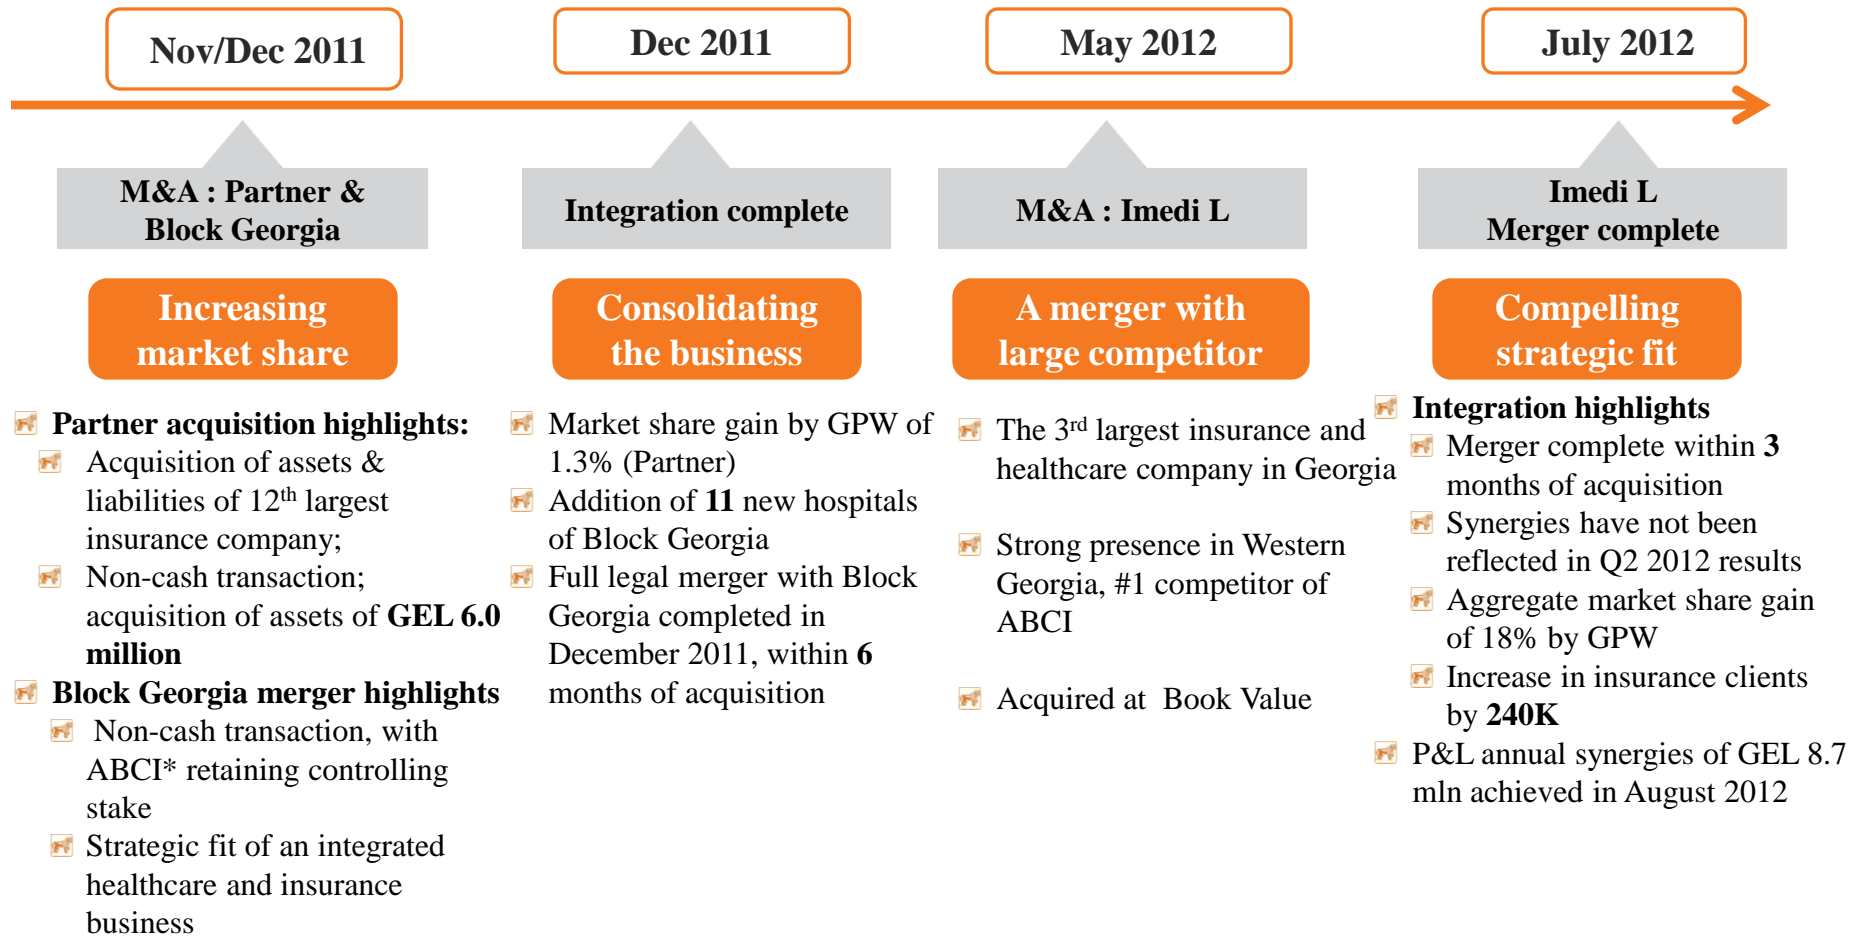 Nov/Dec 2011
Dec 2011
May 2012
July 2012
M&A : Partner &
Block Georgia
Integration complete
M&A : Imedi L
Imedi L
Merger complete
Increasing
market share
Consolidating
the business
A merger with
large competitor
Compelling
strategic fit
Partner acquisition highlights:
Acquisition of assets &
liabilities of 12th largest
insurance company;
Non-cash transaction;
acquisition of assets of GEL 6.0
million
Block Georgia merger highlights
Non-cash transaction, with
ABCI* retaining controlling
stake
Strategic fit of an integrated
healthcare and insurance
business
Market share gain by GPW of
1.3% (Partner)
Addition of 11 new hospitals
of Block Georgia
Full legal merger with Block
Georgia completed in
December 2011, within 6
months of acquisition
The 3rd largest insurance and
healthcare company in Georgia
Strong presence in Western
Georgia, #1 competitor of
ABCI
Acquired at Book Value
Integration highlights
Merger complete within 3
months of acquisition
Synergies have not been
reflected in Q2 2012 results
Aggregate market share gain
of 18% by GPW
Increase in insurance clients
by 240K
P&L annual synergies of GEL 8.7
mln achieved in August 2012